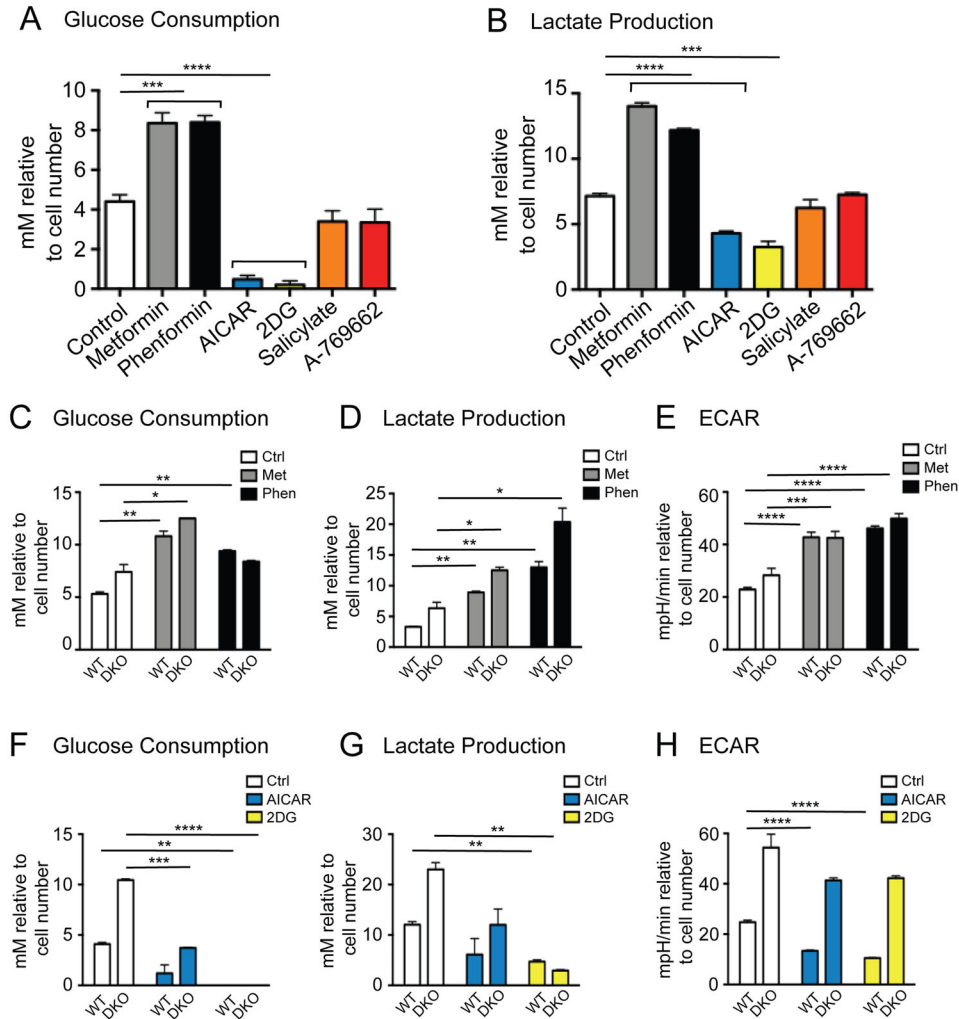 A Glucose Consumption
****
***
mM relative
to cell number
10
8
6
4
2
0
Control
Metformin
Phenformin
AICAR
2DG
Salicylate
A-769662
B Lactate Production
***
****
mM relative
to cell number
15
10
5
0
Control
Metformin
Phenformin
AICAR
2DG
Salicylate
A-769662
C Glucose Consumption
Ctrl
Met
Phen
**
*
**
mM relative to
cell number
15
10
5
0
WT DKO WT DKO WT DKO
D Lactate Production
Ctrl
Met
Phen
*
*
**
**
mM relative to
cell number
25
20
15
10
5
0
WT DKO WT DKO WT DKO
E ECAR
Ctrl
Met
Phen
****
****
***
****
mpH/min relative
to cell number
60
40
20
0
WT DKO WT DKO WT DKO
F Glucose Consumption
Ctrl
AICAR
2DG
****
**
***
mM relative to
cell number
15
10
5
0
WT DKO WT DKO WT DKO
G Lactate Production
Ctrl
AICAR
2DG
**
**
mM relative to
cell number
30
20
10
0
WT DKO WT DKO WT DKO
H ECAR
Ctrl
AICAR
2DG
****
****
mpH/min relative
to cell number
60
40
20
0
WT DKO WT DKO WT DKO